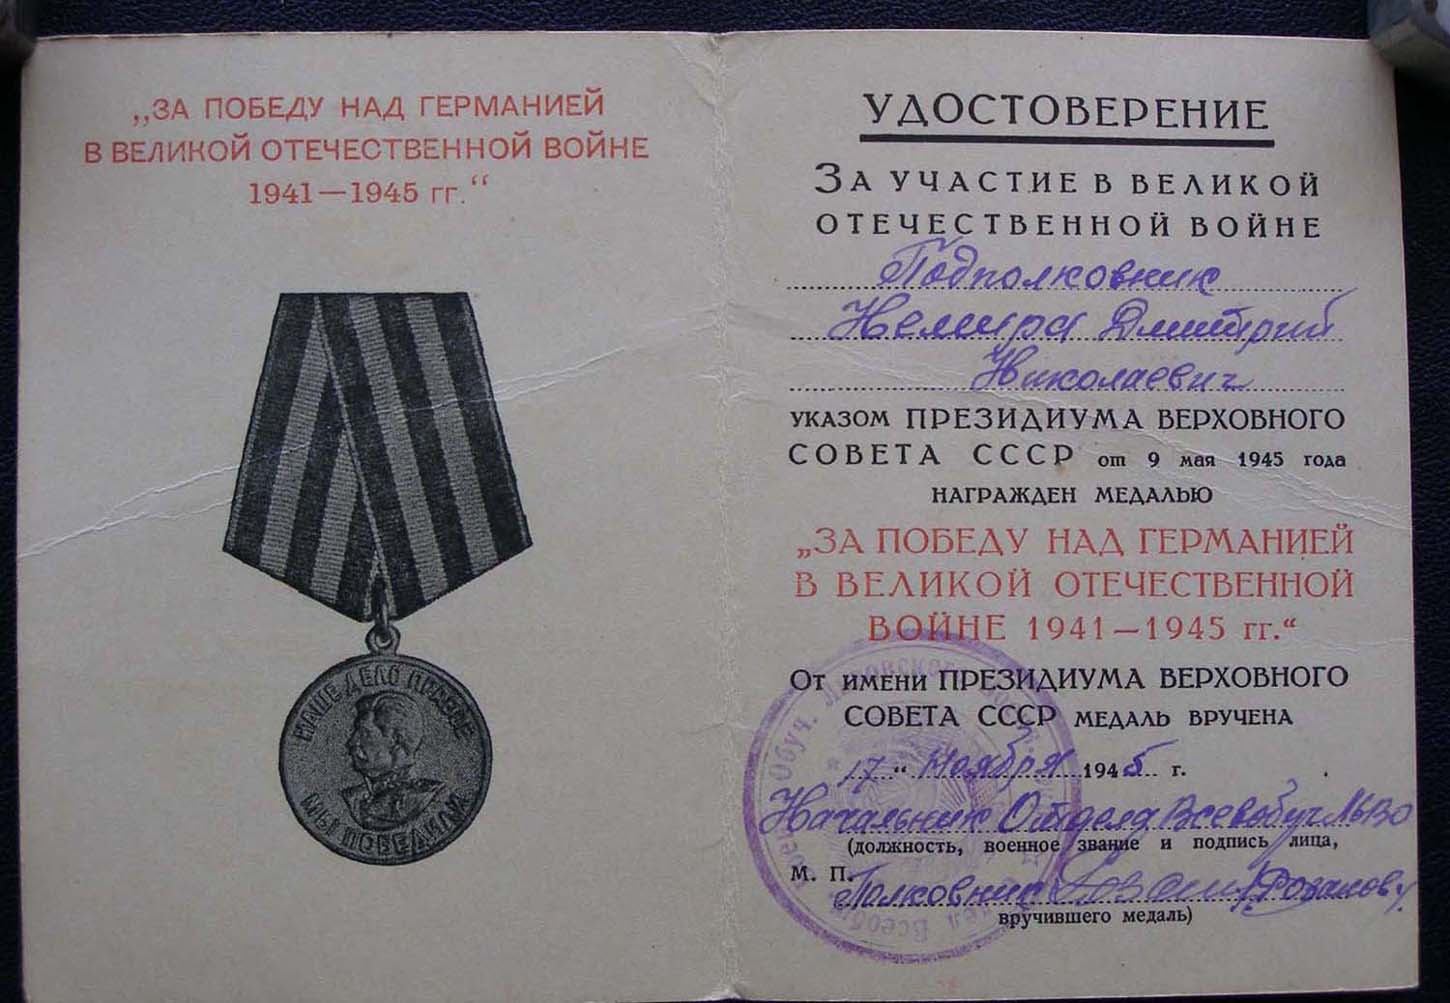 „ЗА ПОБЕДУ НАД ГЕРМАНИЕЙ
В ВЕЛИКОЙ ОТЕЧЕСТВЕННОЙ ВОЙНЕ
1941—1945 гг.“
НАШЕ ДЕЛО ПРАВОЕ
МЫ ПОБЕДИЛИ
УДОСТОВЕРЕНИЕ
ЗА УЧАСТИЕ В ВЕЛИКОЙ
ОТЕЧЕСТВЕННОЙ ВОЙНЕ
Подполковник
Немира Дмитрий
Николаевич
УКАЗОМ ПРЕЗИДИУМА ВЕРХОВНОГО
СОВЕТА СССР от 9 мая 1945 года
НАГРАЖДЕН МЕДАЛЬЮ
„ЗА ПОБЕДУ НАД ГЕРМАНИЕЙ
В ВЕЛИКОЙ ОТЕЧЕСТВЕННОЙ
ВОЙНЕ 1941—1945 гг.“
ОТ ИМЕНИ ПРЕЗИДИУМА ВЕРХОВНОГО
СОВЕТА СССР МЕДАЛЬ ВРУЧЕНА
17 “ ноября 1945 г.
Начальник Отдела Всевобуч ЛьВО
(должность, военное звание и подпись лица,
М. П.
Полковник
вручившего медаль)